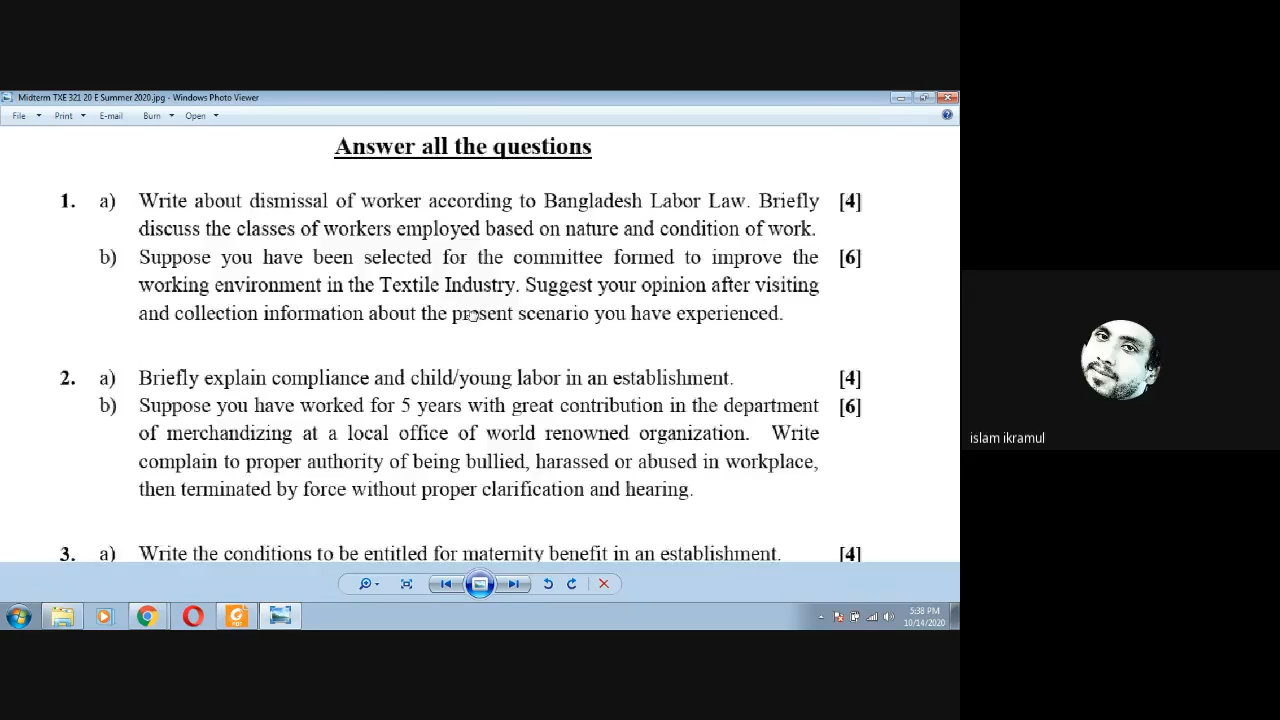 Midterm TXE 321 20 E Summer 2020.jpg - Windows Photo Viewer
File Print E-mail Burn Open
Answer all the questions
1. a) Write about dismissal of worker according to Bangladesh Labor Law. Briefly [4]
discuss the classes of workers employed based on nature and condition of work.
b) Suppose you have been selected for the committee formed to improve the [6]
working environment in the Textile Industry. Suggest your opinion after visiting
and collection information about the present scenario you have experienced.
2. a) Briefly explain compliance and child/young labor in an establishment. [4]
b) Suppose you have worked for 5 years with great contribution in the department [6]
of merchandizing at a local office of world renowned organization. Write
complain to proper authority of being bullied, harassed or abused in workplace,
then terminated by force without proper clarification and hearing.
3. a) Write the conditions to be entitled for maternity benefit in an establishment. [4]
PDF
5:38 PM
10/14/2020
islam ikramul